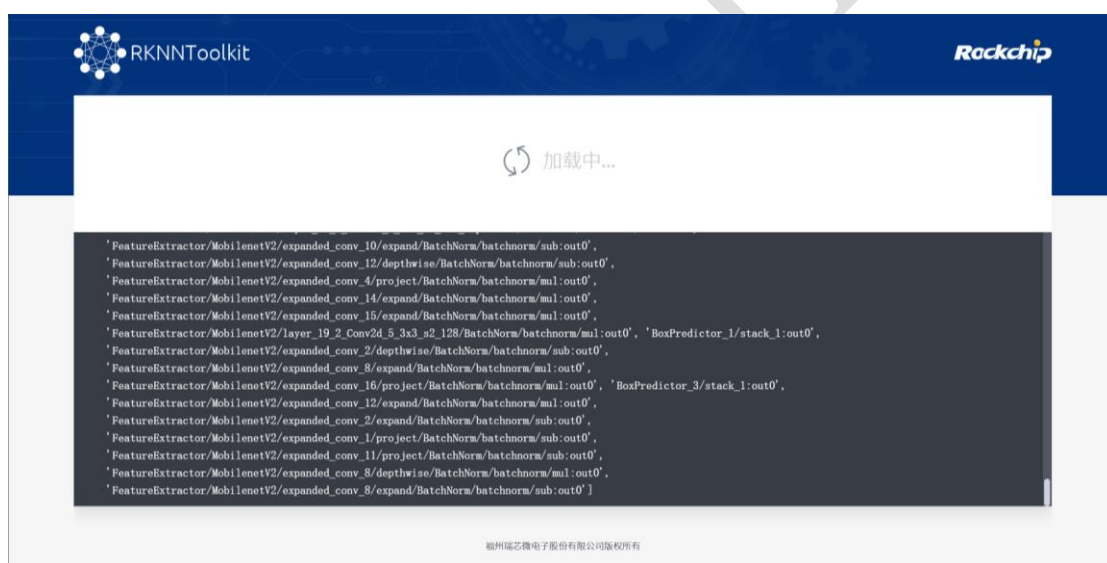 RKNNToolkit
Rockchip
加载中...
'FeatureExtractor/MobilenetV2/expanded_conv_10/expand/BatchNorm/batchnorm/sub:out0',
'FeatureExtractor/MobilenetV2/expanded_conv_12/depthwise/BatchNorm/batchnorm/sub:out0',
'FeatureExtractor/MobilenetV2/expanded_conv_4/project/BatchNorm/batchnorm/mul:out0',
'FeatureExtractor/MobilenetV2/expanded_conv_14/expand/BatchNorm/batchnorm/mul:out0',
'FeatureExtractor/MobilenetV2/expanded_conv_15/expand/BatchNorm/batchnorm/mul:out0',
'FeatureExtractor/MobilenetV2/layer_19_2_Conv2d_5_3x3_s2_128/BatchNorm/batchnorm/mul:out0', 'BoxPredictor_1/stack_1:out0',
'FeatureExtractor/MobilenetV2/expanded_conv_2/depthwise/BatchNorm/batchnorm/sub:out0',
'FeatureExtractor/MobilenetV2/expanded_conv_8/expand/BatchNorm/batchnorm/mul:out0',
'FeatureExtractor/MobilenetV2/expanded_conv_16/project/BatchNorm/batchnorm/mul:out0', 'BoxPredictor_3/stack_1:out0',
'FeatureExtractor/MobilenetV2/expanded_conv_12/expand/BatchNorm/batchnorm/mul:out0',
'FeatureExtractor/MobilenetV2/expanded_conv_2/expand/BatchNorm/batchnorm/sub:out0',
'FeatureExtractor/MobilenetV2/expanded_conv_1/project/BatchNorm/batchnorm/sub:out0',
'FeatureExtractor/MobilenetV2/expanded_conv_11/project/BatchNorm/batchnorm/sub:out0',
'FeatureExtractor/MobilenetV2/expanded_conv_8/depthwise/BatchNorm/batchnorm/mul:out0',
'FeatureExtractor/MobilenetV2/expanded_conv_8/expand/BatchNorm/batchnorm/sub:out0']
福州瑞芯微电子股份有限公司版权所有